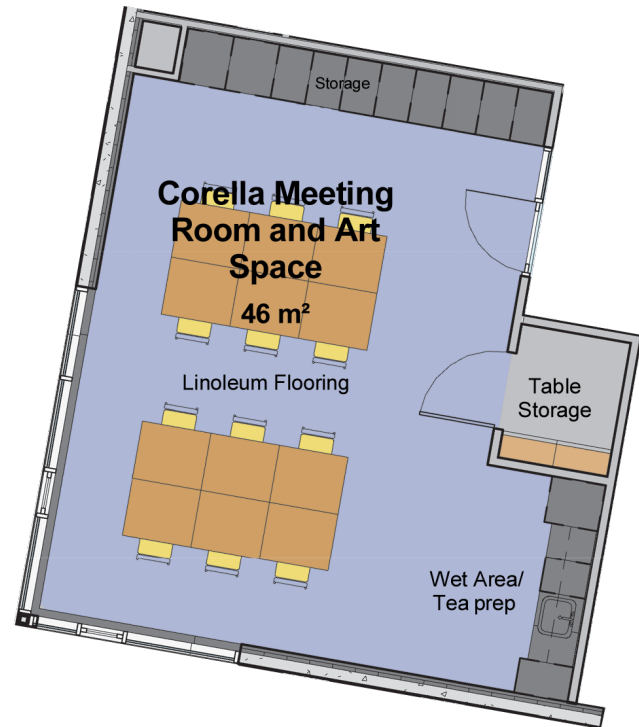 Storage
Corella Meeting
Room and Art
Space
46 m²
Linoleum Flooring
Table
Storage
Wet Area/
Tea prep